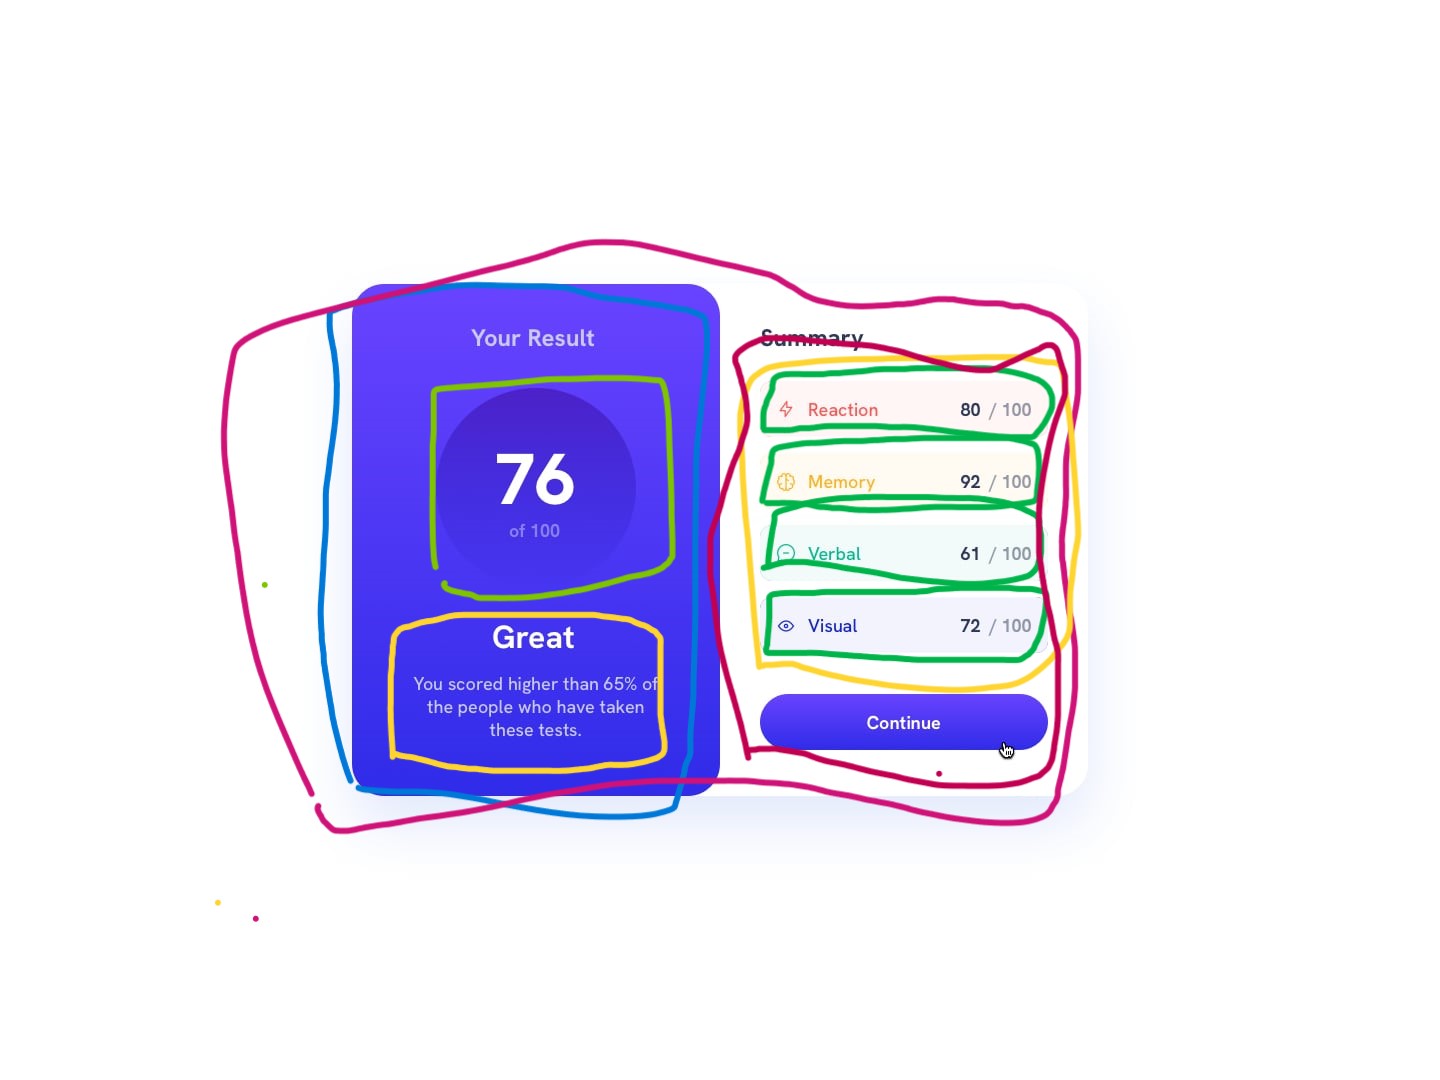 Your Result
76
of 100
Great
You scored higher than 65% of
the people who have taken
these tests.
Summary
Reaction 80 / 100
Memory 92 / 100
Verbal 61 / 100
Visual 72 / 100
Continue